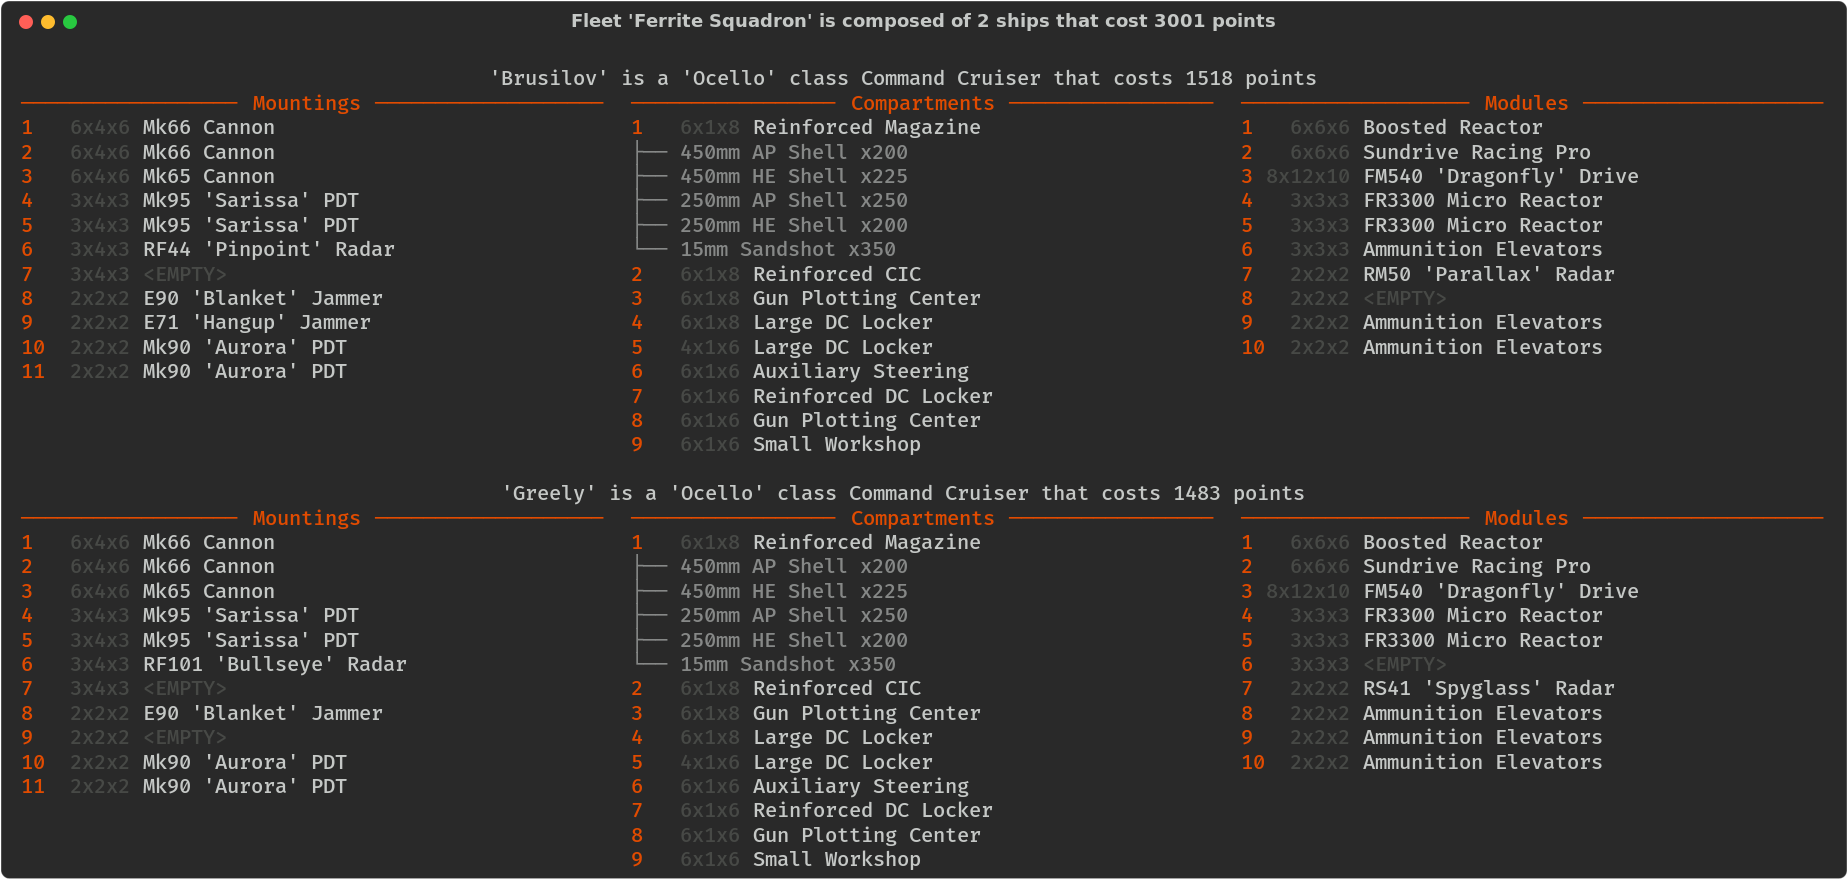 Fleet 'Ferrite Squadron' is composed of 2 ships that cost 3001 points
'Brusilov' is a 'Ocello' class Command Cruiser that costs 1518 points
Mountings Compartments Modules
1 6x4x6 Mk66 Cannon 1 6x1x8 Reinforced Magazine 1 6x6x6 Boosted Reactor
2 6x4x6 Mk66 Cannon 450mm AP Shell x200 2 6x6x6 Sundrive Racing Pro
3 6x4x6 Mk65 Cannon 450mm HE Shell x225 3 8x12x10 FM540 'Dragonfly' Drive
4 3x4x3 Mk95 'Sarissa' PDT 250mm AP Shell x250 4 3x3x3 FR3300 Micro Reactor
5 3x4x3 Mk95 'Sarissa' PDT 250mm HE Shell x200 5 3x3x3 FR3300 Micro Reactor
6 3x4x3 RF44 'Pinpoint' Radar 15mm Sandshot x350 6 3x3x3 Ammunition Elevators
7 3x4x3 <EMPTY> 2 6x1x8 Reinforced CIC 7 2x2x2 RM50 'Parallax' Radar
8 2x2x2 E90 'Blanket' Jammer 3 6x1x8 Gun Plotting Center 8 2x2x2 <EMPTY>
9 2x2x2 E71 'Hangup' Jammer 4 6x1x8 Large DC Locker 9 2x2x2 Ammunition Elevators
10 2x2x2 Mk90 'Aurora' PDT 5 4x1x6 Large DC Locker 10 2x2x2 Ammunition Elevators
11 2x2x2 Mk90 'Aurora' PDT 6 6x1x6 Auxiliary Steering
7 6x1x6 Reinforced DC Locker
8 6x1x6 Gun Plotting Center
9 6x1x6 Small Workshop
'Greely' is a 'Ocello' class Command Cruiser that costs 1483 points
Mountings Compartments Modules
1 6x4x6 Mk66 Cannon 1 6x1x8 Reinforced Magazine 1 6x6x6 Boosted Reactor
2 6x4x6 Mk66 Cannon 450mm AP Shell x200 2 6x6x6 Sundrive Racing Pro
3 6x4x6 Mk65 Cannon 450mm HE Shell x225 3 8x12x10 FM540 'Dragonfly' Drive
4 3x4x3 Mk95 'Sarissa' PDT 250mm AP Shell x250 4 3x3x3 FR3300 Micro Reactor
5 3x4x3 Mk95 'Sarissa' PDT 250mm HE Shell x200 5 3x3x3 FR3300 Micro Reactor
6 3x4x3 RF101 'Bullseye' Radar 15mm Sandshot x350 6 3x3x3 <EMPTY>
7 3x4x3 <EMPTY> 2 6x1x8 Reinforced CIC 7 2x2x2 RS41 'Spyglass' Radar
8 2x2x2 E90 'Blanket' Jammer 3 6x1x8 Gun Plotting Center 8 2x2x2 Ammunition Elevators
9 2x2x2 <EMPTY> 4 6x1x8 Large DC Locker 9 2x2x2 Ammunition Elevators
10 2x2x2 Mk90 'Aurora' PDT 5 4x1x6 Large DC Locker 10 2x2x2 Ammunition Elevators
11 2x2x2 Mk90 'Aurora' PDT 6 6x1x6 Auxiliary Steering
7 6x1x6 Reinforced DC Locker
8 6x1x6 Gun Plotting Center
9 6x1x6 Small Workshop